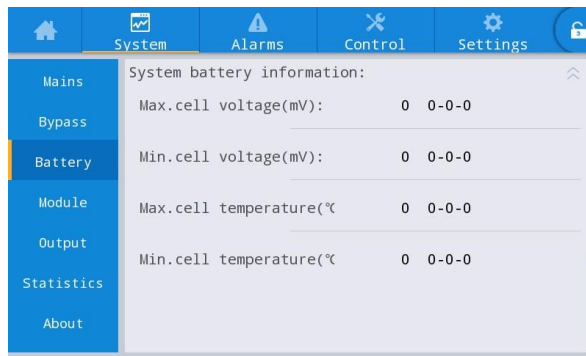 System Alarms Control Settings
Mains
Bypass
Battery
Module
Output
Statistics
About
System battery information:
Max.cell voltage(mV): 0 0-0-0
Min.cell voltage(mV): 0 0-0-0
Max.cell temperature(℃ 0 0-0-0
Min.cell temperature(℃ 0 0-0-0